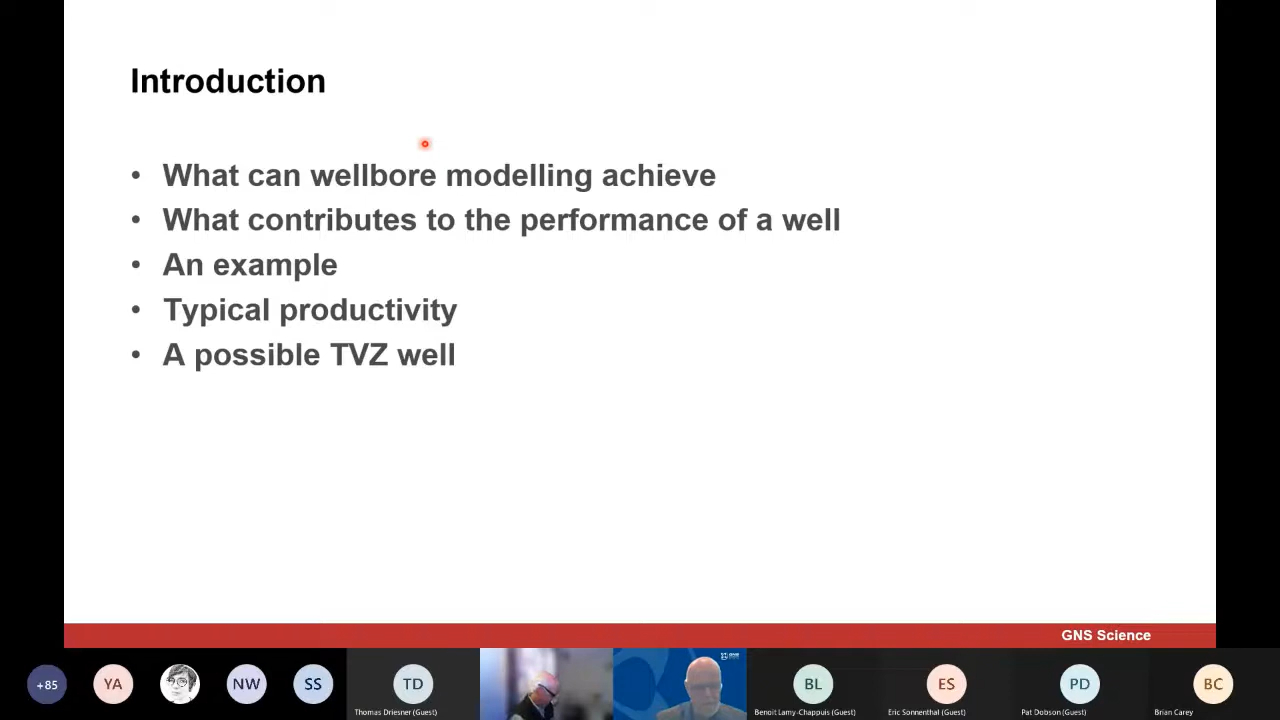 Introduction
• What can wellbore modelling achieve
• What contributes to the performance of a well
• An example
• Typical productivity
• A possible TVZ well
GNS Science
+85
YA
NW
SS
TD
Thomas Driesner (Guest)
BL
Benoit Lamy-Chappuis (Guest)
ES
Eric Sonnenthal (Guest)
PD
Pat Dobson (Guest)
BC
Brian Carey